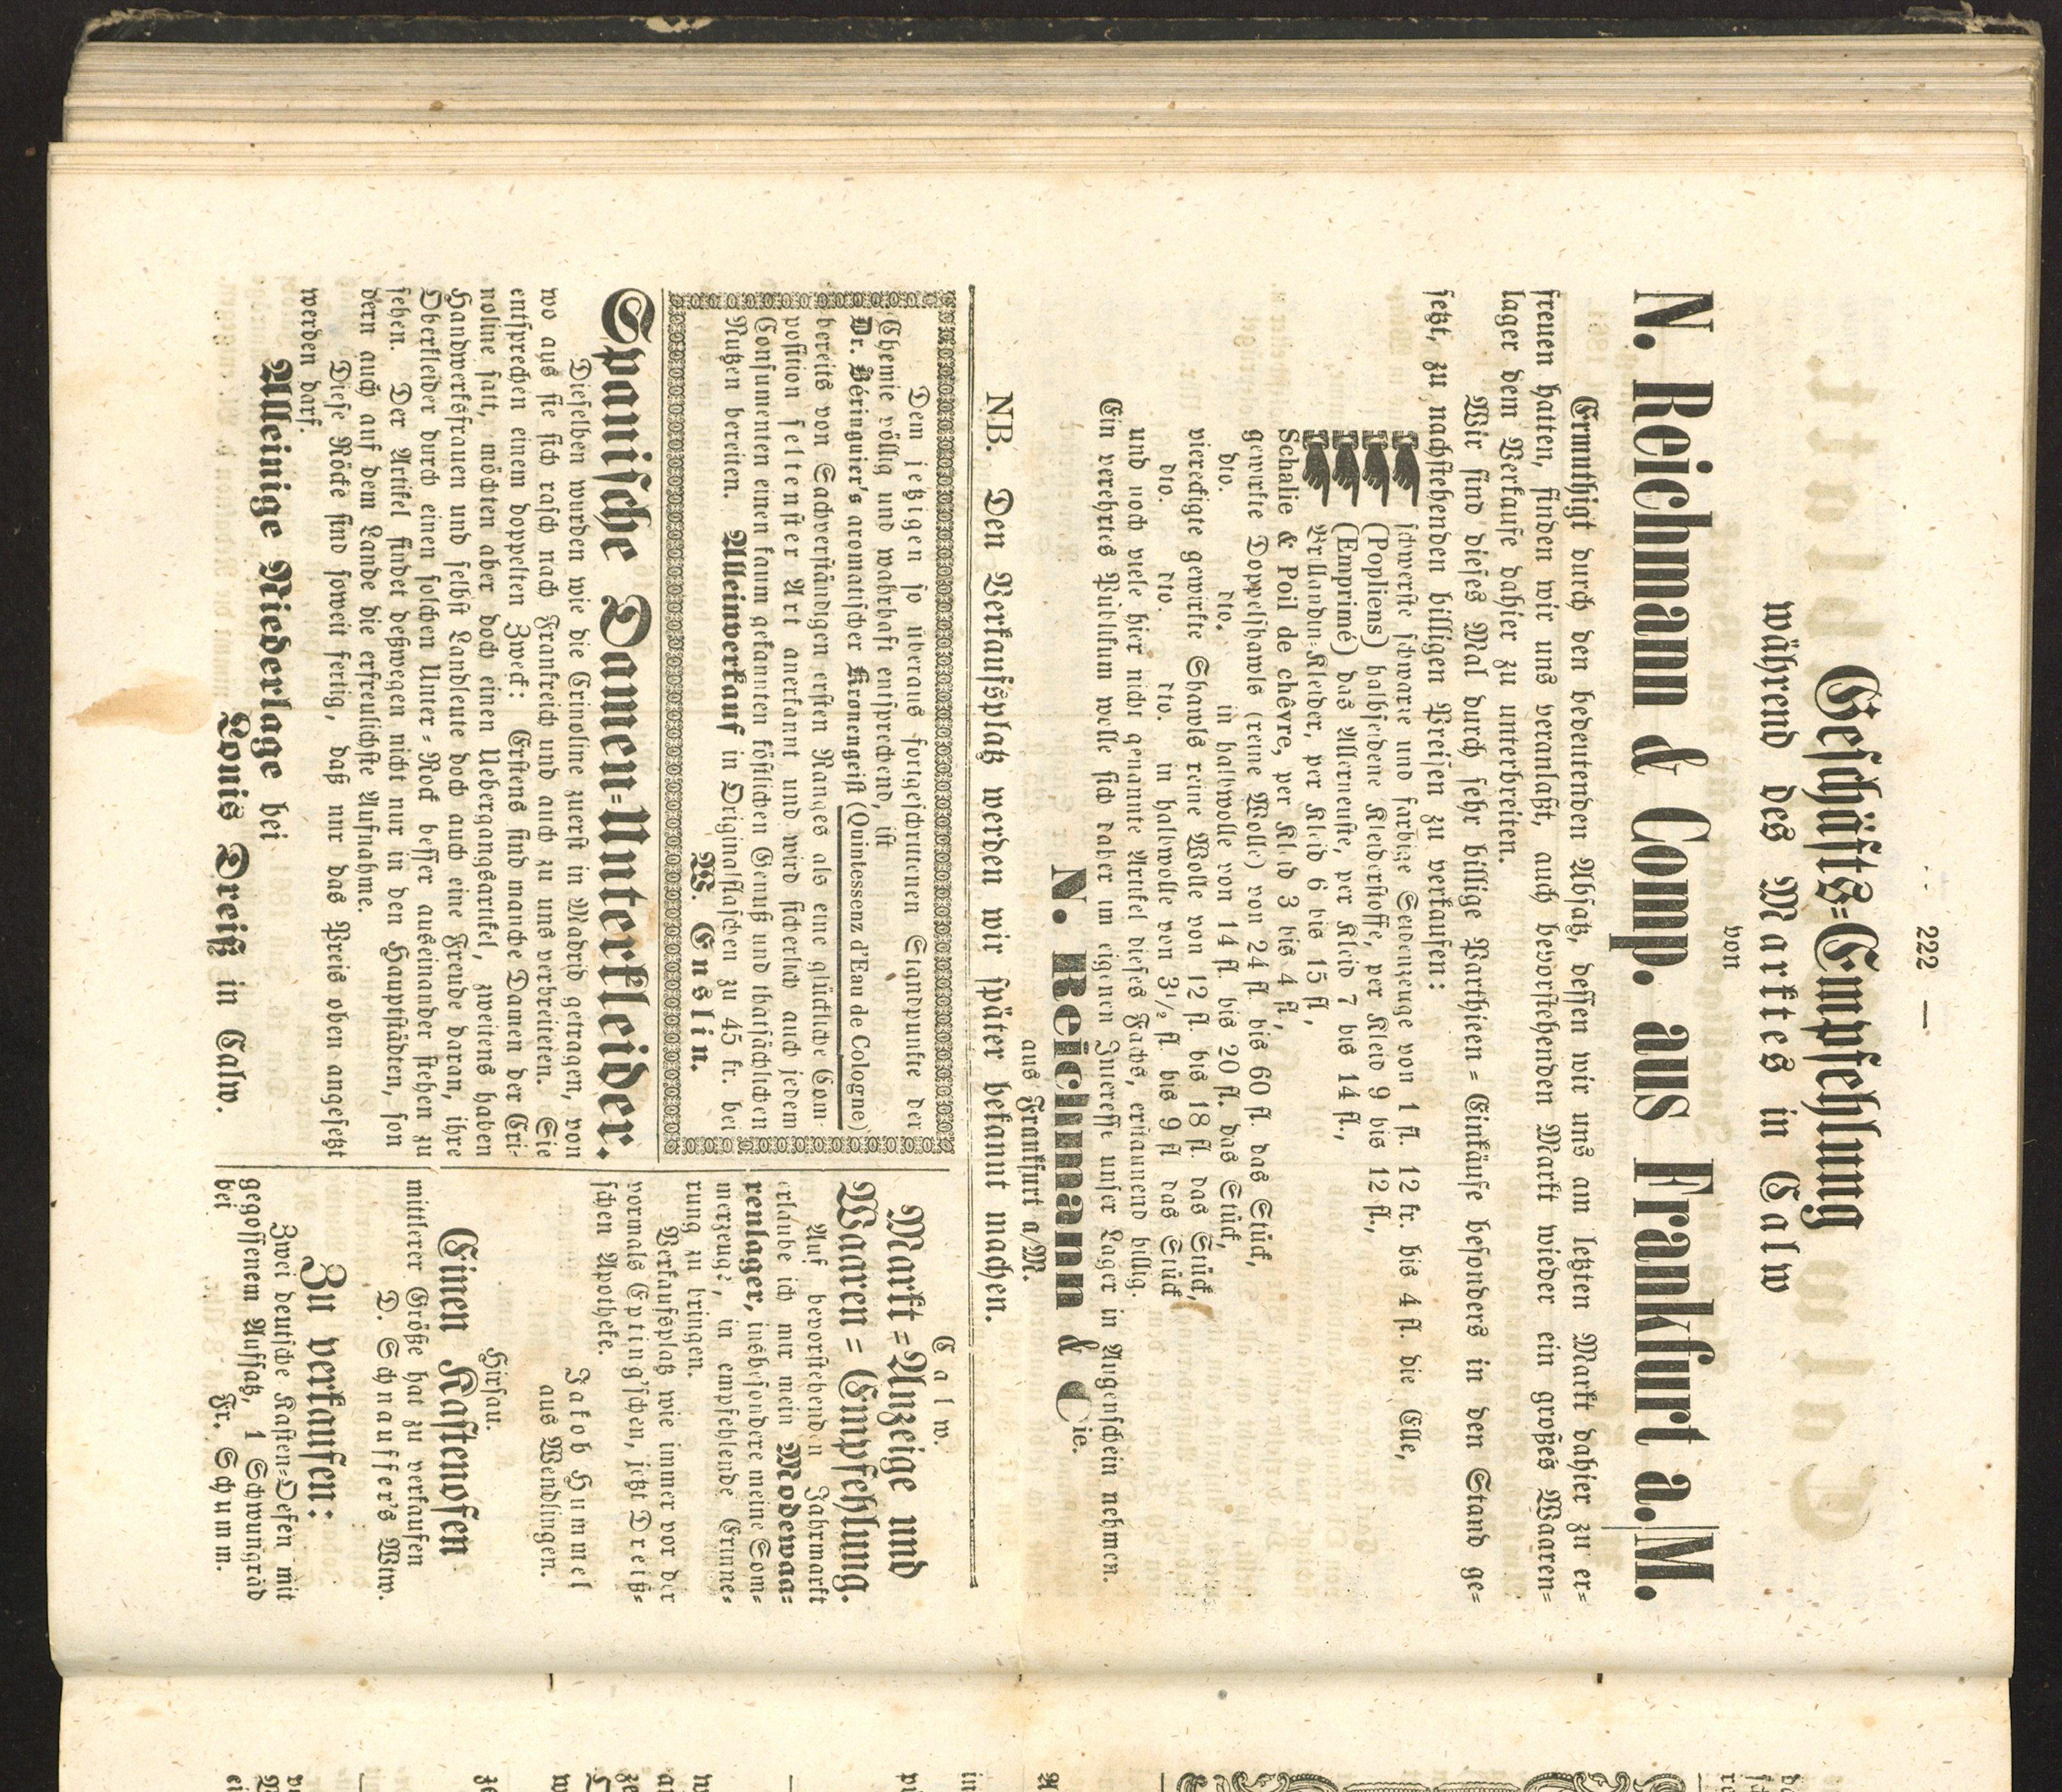 222 —
Geschäfts-Empfehlung
während des Marktes in Calw
von
N. Reichmann & Comp. aus Frankfurt a. M.
Ermuthigt durch den bedeutenden Absatz, dessen wir uns am letzten Markt dahier zu er-
freuen hatten, finden wir uns veranlaßt, auch bevorstehenden Markt wieder ein großes Waaren-
lager dem Verkaufe dahier zu unterbreiten.
Wir sind dieses Mal durch sehr billige Parthieen-Einkäufe besonders in den Stand ge-
setzt, zu nachstehenden billigen Preisen zu verkaufen:
schwerste schwarze und farbige Seidenzeuge von 1 fl. 12 kr. bis 4 fl. die Elle,
(Popliens) halbseidene Kleiderstoffe, per Kleid 9 bis 12 fl.,
(Emprimé) das Allerneuste, per Kleid 7 bis 14 fl.,
Brillandin-Kleider, per Kleid 6 bis 15 fl,
Schalie & Poil de chêvre, per Kleid 3 bis 4 fl,
gewirkte Doppelshawls (reine Wolle) von 24 fl. bis 60 fl. das Stück,
dto. dto. in halbwolle von 14 fl. bis 20 fl. das Stück,
viereckigte gewirkte Shawls reine Wolle von 12 fl. bis 18 fl. das Stück,
dto. dto. dto. in halbwolle von 3½ fl. bis 9 fl. das Stück
und noch viele hier nicht genannte Artikel dieses Fachs, erstaunend billig.
Ein verehrtes Publikum wolle sich daher im eigenen Interesse unser Lager in Augenschein nehmen.
N. Reichmann & Cie.
aus Frankfurt a/M.
NB. Den Verkaufsplatz werden wir später bekannt machen.
Dem jetzigen so überaus fortgeschrittenen Standpunkte der
Chemie völlig und wahrhaft entsprechend, ist
Dr. Béringuier's aromatischer Kronengeist (Quintessenz d'Eau de Cologne)
bereits von Sachverständigen ersten Ranges als eine glückliche Com-
position seltenster Art anerkannt und wird sicherlich auch jedem
Consumenten einen kaum gekannten köstlichen Genuß und thatsächlichen
Nutzen bereiten. Alleinverkauf in Originalflaschen zu 45 kr. bei
W. Enslin.
Spanische Damen-Unterkleider.
Dieselben wurden wie die Crinoline zuerst in Madrid getragen, von
wo aus sie sich rasch nach Frankreich und auch zu uns verbreiteten. Sie
entsprechen einem doppelten Zweck: Erstens sind manche Damen der Cri-
noline satt, möchten aber doch einen Uebergangsartikel, zweitens haben
Handwerksfrauen und selbst Landleute doch auch eine Freude daran, ihre
Oberkleider durch einen solchen Unter-Rock besser auseinander stehen zu
sehen. Der Artikel findet deßwegen nicht nur in den Hauptstäden, son
dern auch auf dem Lande die erfreulichste Aufnahme.
Diese Röcke sind soweit fertig, daß nur das Preis oben angesetzt
werden darf.
Alleinige Niederlage bei
Louis Dreiß in Calw.
Calw.
Markt-Anzeige und
Waaren-Empfehlung.
Auf bevorstehenden Jahrmarkt
erlaube ich mir mein Modewaa-
renlager, insbesondere meine Som-
merzeuge, in empfehlende Erinne-
rung zu bringen.
Verkaufsplatz wie immer vor der
vormals Epting'schen, jetzt Dreiß-
schen Apotheke.
Jakob Hummel
aus Wendlingen.
Hirsau.
Einen Kastenofen
mittlerer Größe hat zu verkaufen
D. Schnauffer's Wtw.
Zu verkaufen:
Zwei deutsche Kasten-Oefen mit
gegossenem Aufsatz, 1 Schwungrad
bei
Fr. Schumm.